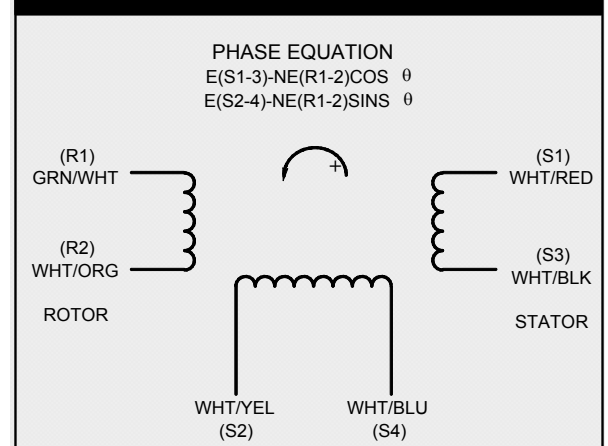 PHASE EQUATION
E(S1-3)-NE(R1-2)COS θ
E(S2-4)-NE(R1-2)SINS θ
(R1)
GRN/WHT
+
(S1)
WHT/RED
(R2)
WHT/ORG
(S3)
WHT/BLK
ROTOR
STATOR
WHT/YEL
(S2)
WHT/BLU
(S4)